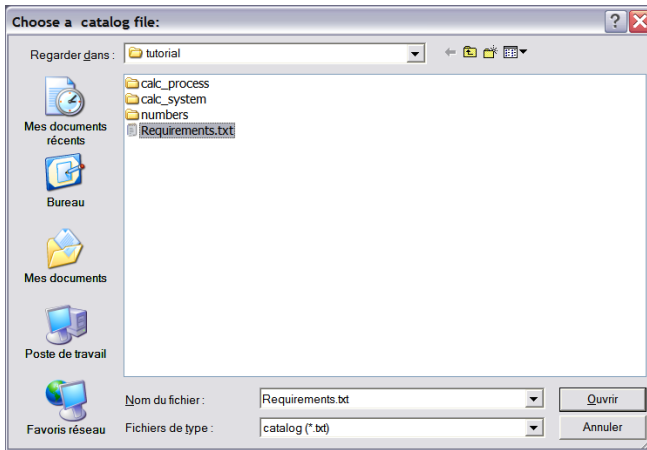 Choose a catalog file:
Regarder dans :
tutorial
calc_process
calc_system
numbers
Requirements.txt
Mes documents
récents
Bureau
Mes documents
Poste de travail
Favoris réseau
Nom du fichier :
Requirements.txt
Ouvrir
Fichiers de type :
catalog (*.txt)
Annuler